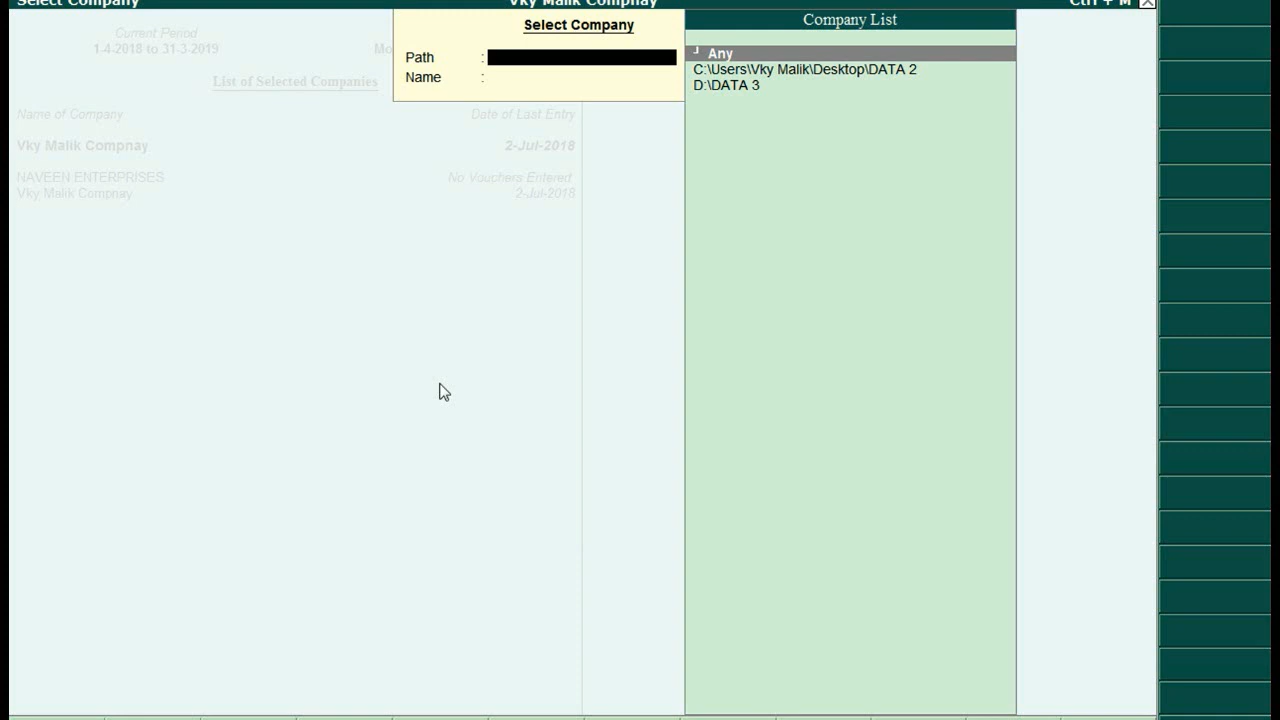 Select Company
Vky Malik Compnay
Ctrl + M
Current Period
1-4-2018 to 31-3-2019
Mo
List of Selected Companies
Name of Company
Date of Last Entry
Vky Malik Compnay
2-Jul-2018
NAVEEN ENTERPRISES
No Vouchers Entered
Vky Malik Compnay
2-Jul-2018
Select Company
Path :
Name :
Company List
Any
C:\Users\Vky Malik\Desktop\DATA 2
D:\DATA 3